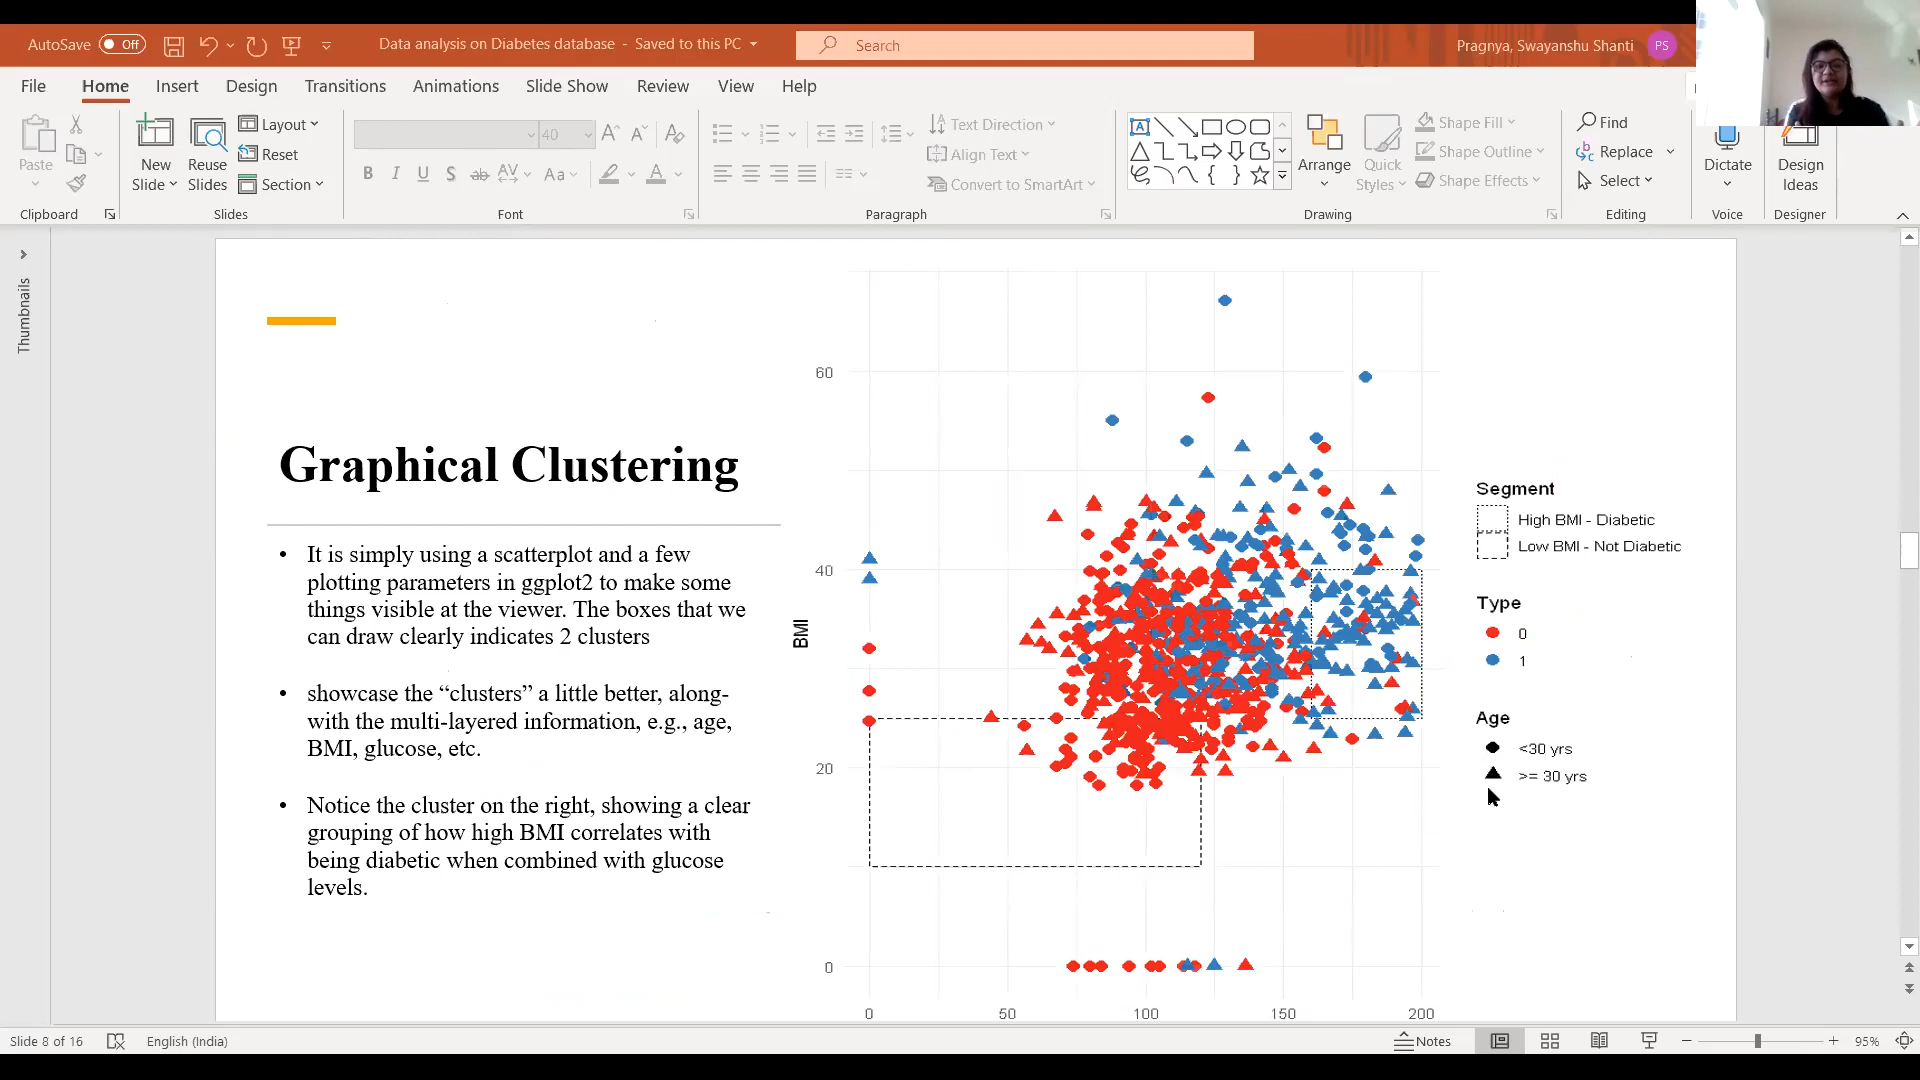 AutoSave Off
Data analysis on Diabetes database - Saved to this PC
Search
Pragnya, Swayanshu Shanti PS
File Home Insert Design Transitions Animations Slide Show Review View Help
Paste
New Slide
Reuse Slides
Layout
Reset
Section
40
Text Direction
Align Text
Convert to SmartArt
Arrange
Quick Styles
Shape Fill
Shape Outline
Shape Effects
Find
Replace
Select
Dictate
Design Ideas
Clipboard Slides Font Paragraph Drawing Editing Voice Designer
Thumbnails
Graphical Clustering
• It is simply using a scatterplot and a few
plotting parameters in ggplot2 to make some
things visible at the viewer. The boxes that we
can draw clearly indicates 2 clusters
• showcase the “clusters” a little better, along-
with the multi-layered information, e.g., age,
BMI, glucose, etc.
• Notice the cluster on the right, showing a clear
grouping of how high BMI correlates with
being diabetic when combined with glucose
levels.
BMI
60
40
20
0
0 50 100 150 200
Segment
High BMI - Diabetic
Low BMI - Not Diabetic
Type
0
1
Age
<30 yrs
>= 30 yrs
Slide 8 of 16 English (India) Notes 95%